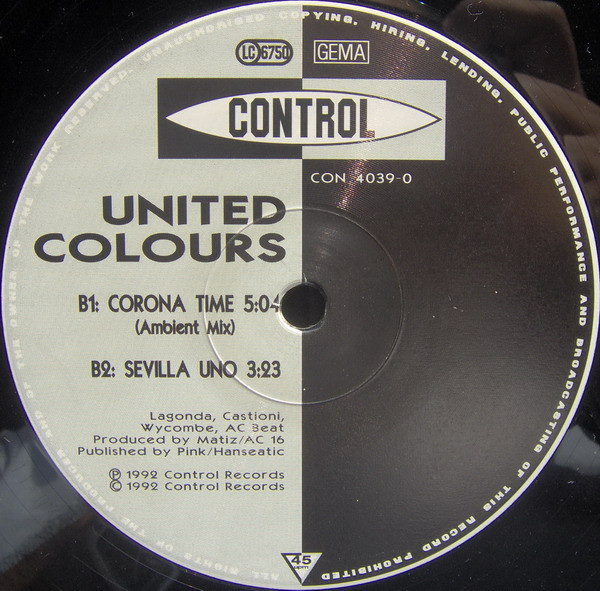 LC 6750
GEMA
CONTROL
CON 4039-0
UNITED
COLOURS
B1: CORONA TIME 5:04
(Ambient Mix)
B2: SEVILLA UNO 3:23
Lagonda, Castioni,
Wycombe, AC Beat
Produced by Matiz/AC 16
Published by Pink/Hanseatic
℗ 1992 Control Records
© 1992 Control Records
45
rpm
ALL RIGHTS OF THE PRODUCER AND OF THE OWNER OF THE WORK RESERVED. UNAUTHORISED COPYING, HIRING, LENDING, PUBLIC PERFORMANCE AND BROADCASTING OF THIS RECORD PROHIBITED